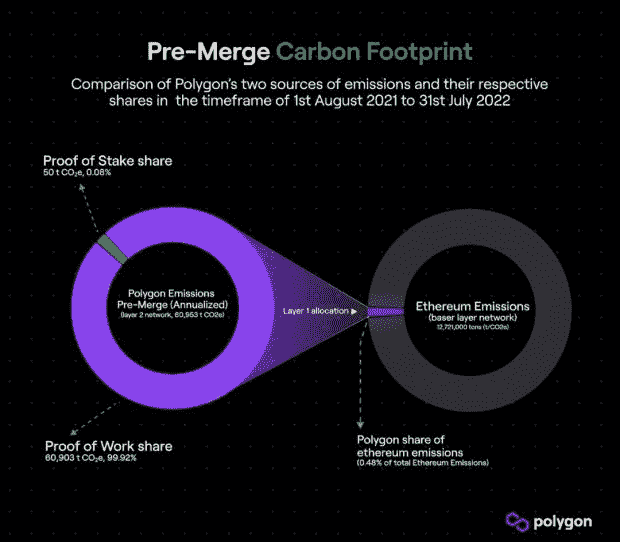 Pre-Merge Carbon Footprint
Comparison of Polygon's two sources of emissions and their respective
shares in the timeframe of 1st August 2021 to 31st July 2022
Proof of Stake share
50 t CO₂e, 0.08%
Polygon Emissions
Pre-Merge (Annualized)
(layer 2 network, 60,953 t CO2e)
Layer 1 allocation ▶
Ethereum Emissions
(baser layer network)
12,721,000 tons (t/CO2e)
Proof of Work share
60,903 t CO₂e, 99.92%
Polygon share of
ethereum emissions
(0.48% of total Ethereum Emissions)
polygon